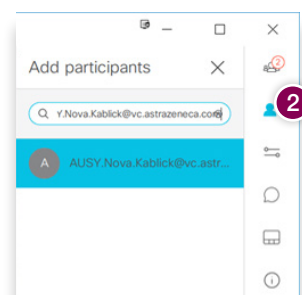 Add participants
Y.Nova.Kablick@vc.astrazeneca.com
2
2
A
AUSY.Nova.Kablick@vc.astr...